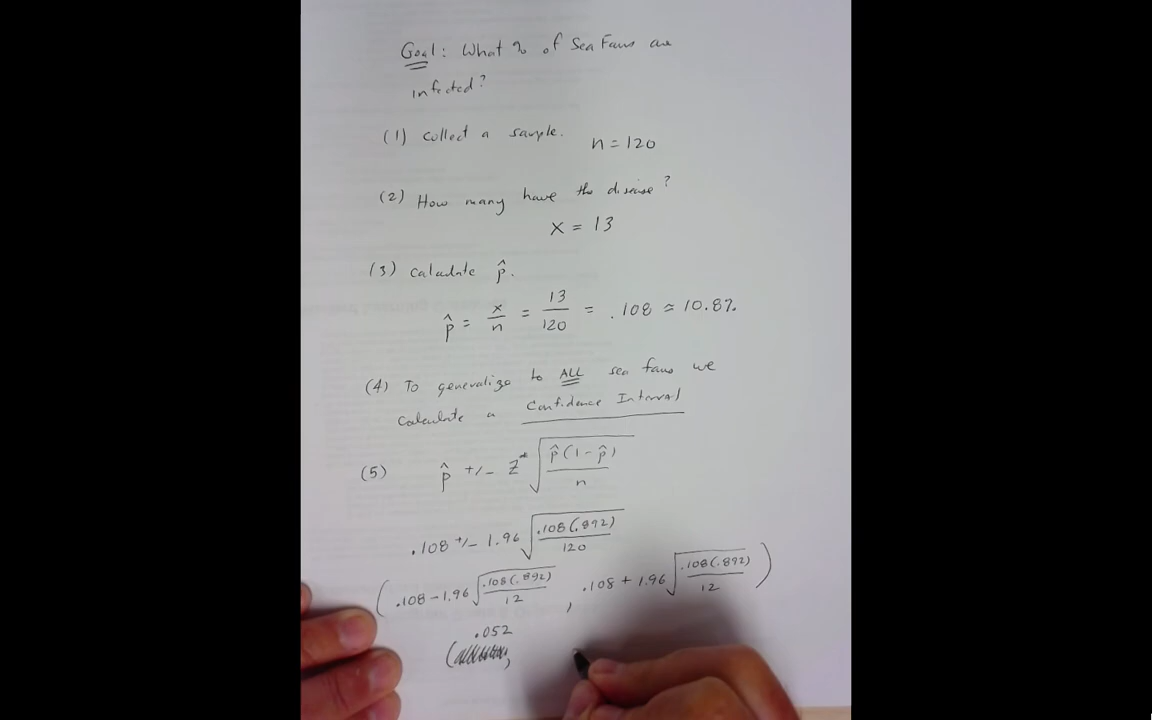 Goal: What % of Sea Fans are
infected?
(1) collect a sample. n = 120
(2) How many have the disease?
x = 13
(3) calculate p̂.
p̂ = x/n = 13/120 = .108 ≈ 10.8%
(4) To generalize to ALL sea fans we
calculate a Confidence Interval
(5) p̂ +/- z* √(p̂(1-p̂)/n)
.108 +/- 1.96 √(.108(.892)/120)
(.108 - 1.96 √(.108(.892)/12) , .108 + 1.96 √(.108(.892)/12))
.052
( ,